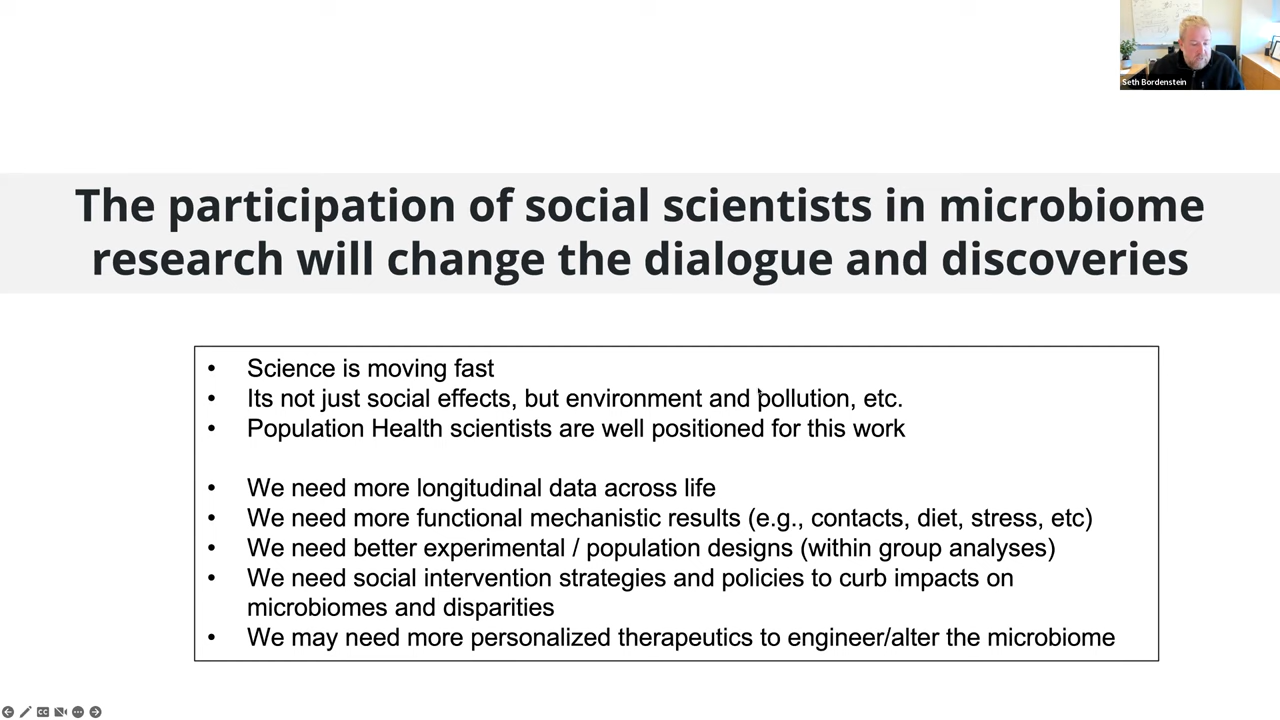 Seth Bordenstein
The participation of social scientists in microbiome
research will change the dialogue and discoveries
• Science is moving fast
• Its not just social effects, but environment and pollution, etc.
• Population Health scientists are well positioned for this work
• We need more longitudinal data across life
• We need more functional mechanistic results (e.g., contacts, diet, stress, etc)
• We need better experimental / population designs (within group analyses)
• We need social intervention strategies and policies to curb impacts on
microbiomes and disparities
• We may need more personalized therapeutics to engineer/alter the microbiome
CC